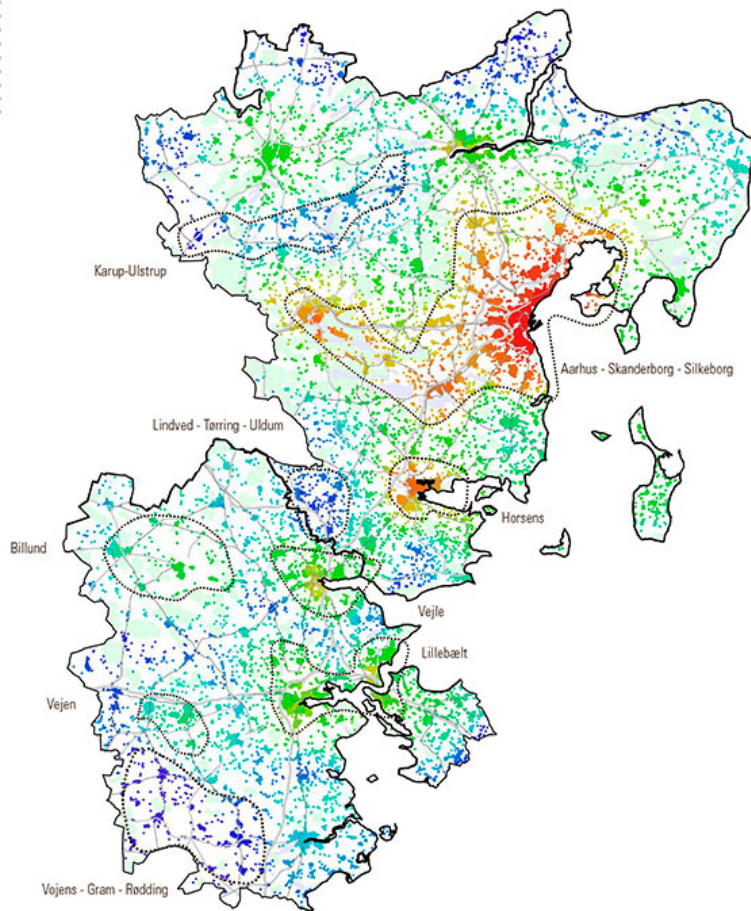 Karup-Ulstrup
Aarhus - Skanderborg - Silkeborg
Lindved - Tørring - Uldum
Horsens
Billund
Vejle
Lillebælt
Vejen
Vojens - Gram - Rødding